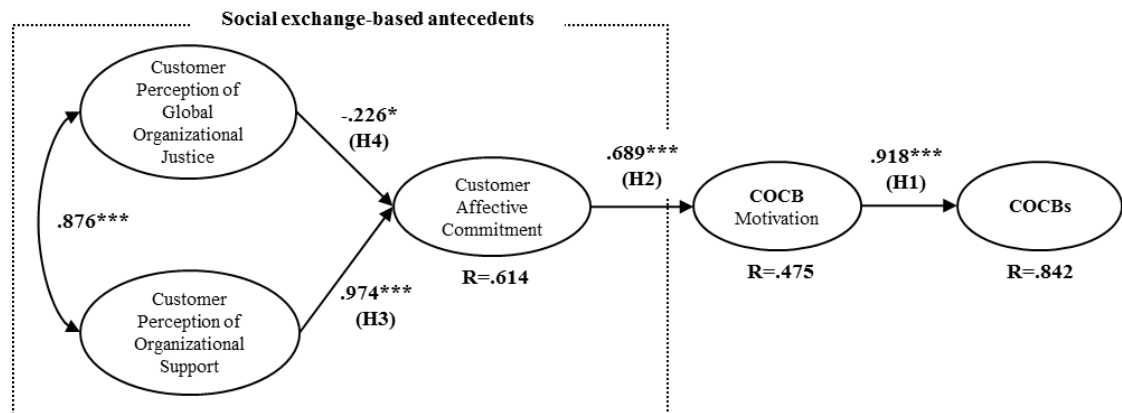 Social exchange-based antecedents
Customer
Perception of
Global
Organizational
Justice
-.226*
(H4)
.876***
Customer
Affective
Commitment
R=.614
.689***
(H2)
COCB
Motivation
R=.475
.918***
(H1)
COCBs
R=.842
.974***
(H3)
Customer
Perception of
Organizational
Support